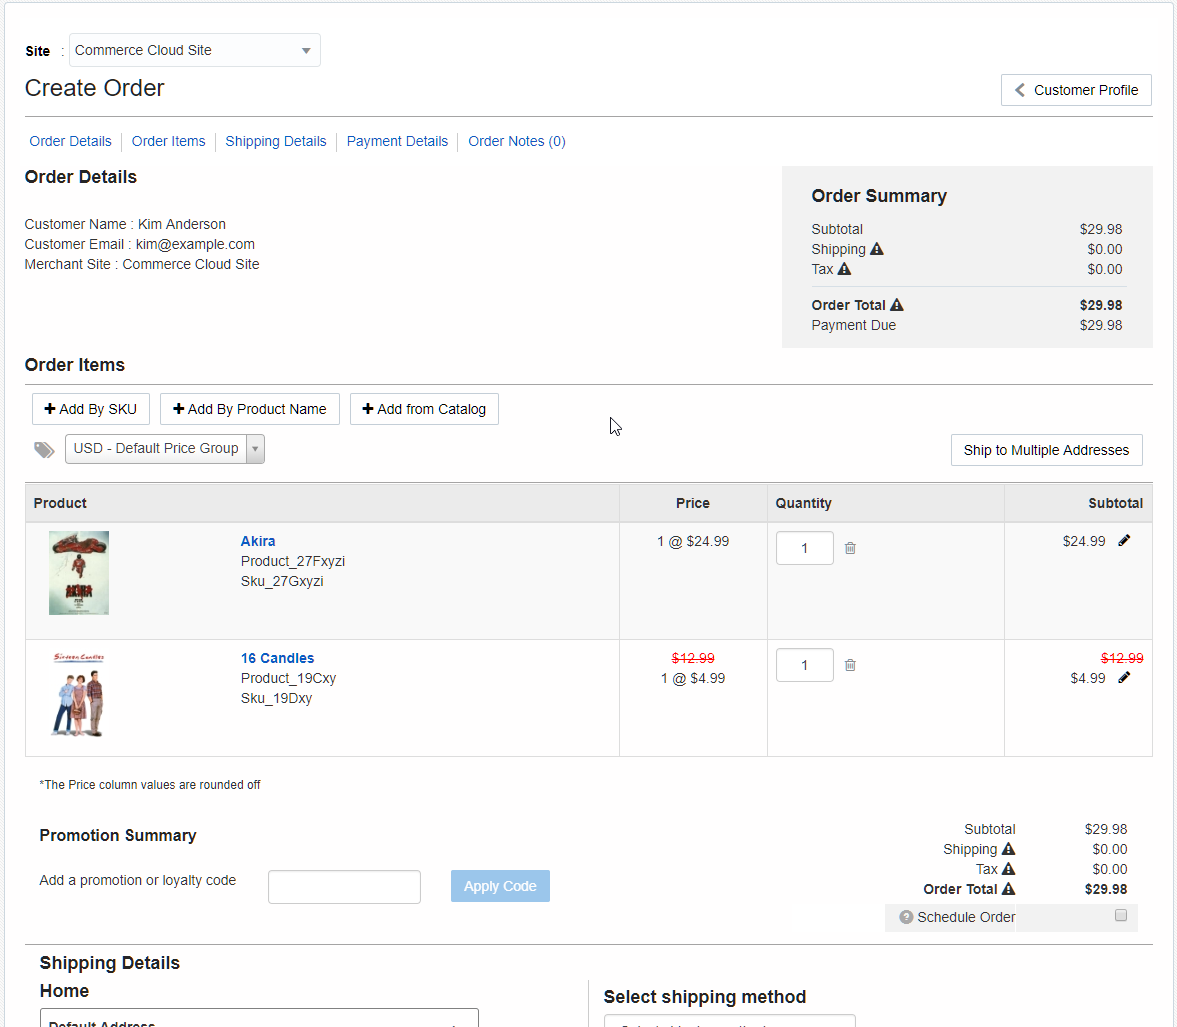 Site : Commerce Cloud Site
Create Order
Customer Profile
Order Details Order Items Shipping Details Payment Details Order Notes (0)
Order Details
Customer Name : Kim Anderson
Customer Email : kim@example.com
Merchant Site : Commerce Cloud Site
Order Summary
Subtotal $29.98
Shipping $0.00
Tax $0.00
Order Total $29.98
Payment Due $29.98
Order Items
Add By SKU Add By Product Name Add from Catalog
USD - Default Price Group
Ship to Multiple Addresses
Product Price Quantity Subtotal
AKIRA
Akira 1 @ $24.99 1 $24.99
Product_27Fxyzi
Sku_27Gxyzi
Sixteen Candles
16 Candles $12.99 1 $12.99
Product_19Cxy 1 @ $4.99 $4.99
Sku_19Dxy
*The Price column values are rounded off
Promotion Summary
Add a promotion or loyalty code Apply Code
Subtotal $29.98
Shipping $0.00
Tax $0.00
Order Total $29.98
Schedule Order
Shipping Details
Home
Default Address
Select shipping method